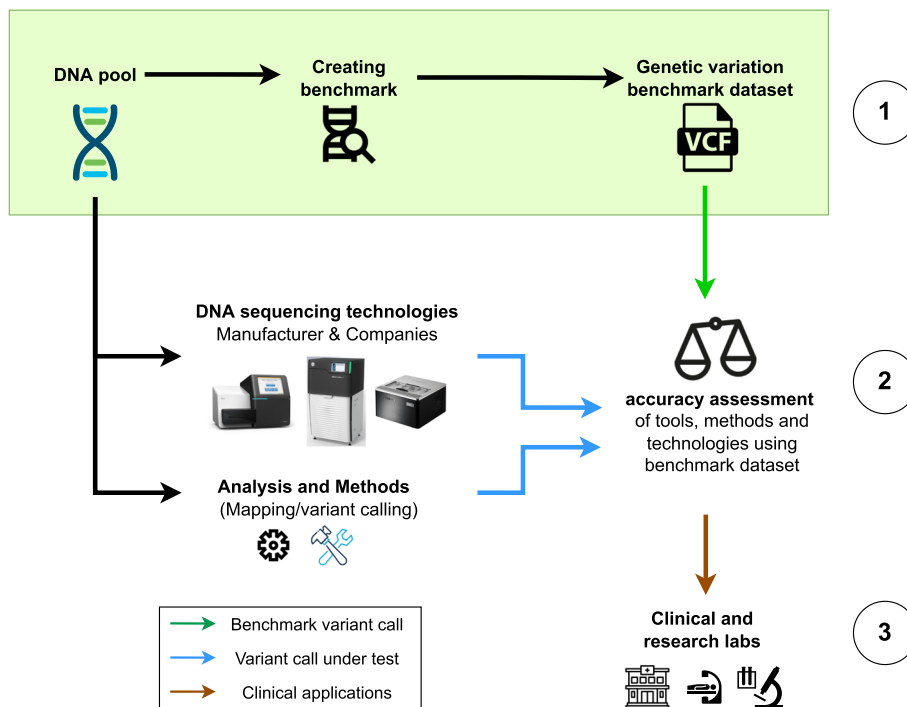 DNA pool
Creating
benchmark
Genetic variation
benchmark dataset
VCF
1
DNA sequencing technologies
Manufacturer & Companies
accuracy assessment
of tools, methods and
technologies using
benchmark dataset
2
Analysis and Methods
(Mapping/variant calling)
Benchmark variant call
Variant call under test
Clinical applications
Clinical and
research labs
3